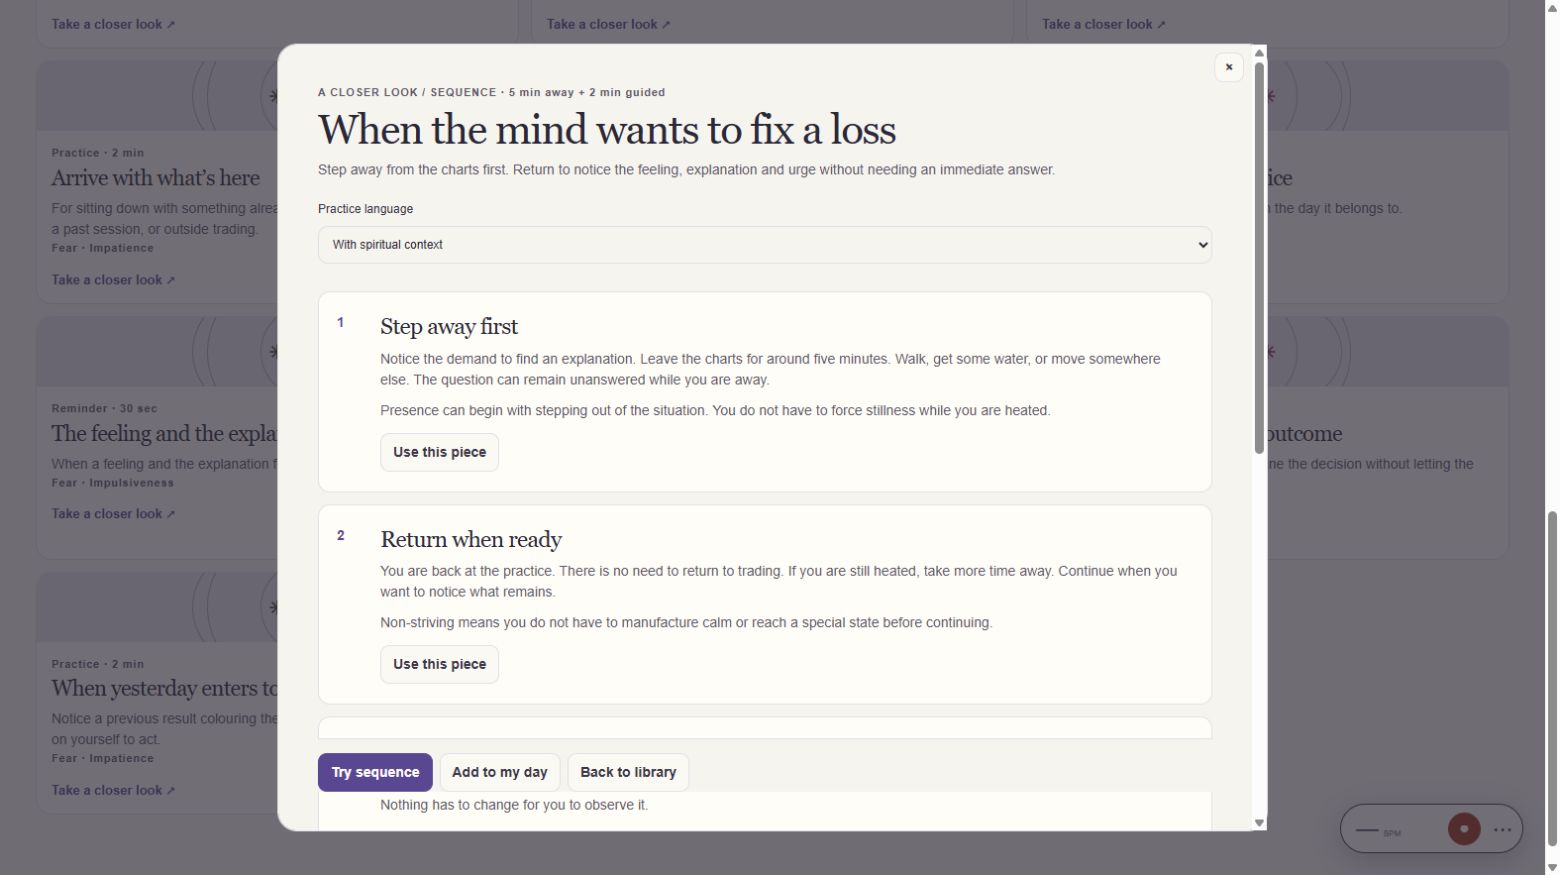 Take a closer look ↗
Take a closer look ↗
Take a closer look ↗
Practice · 2 min
Arrive with what's here
For sitting down with something alrea
a past session, or outside trading.
Fear · Impatience
Take a closer look ↗
Reminder · 30 sec
The feeling and the expla
When a feeling and the explanation f
Fear · Impulsiveness
Take a closer look ↗
Practice · 2 min
When yesterday enters to
Notice a previous result colouring the
on yourself to act.
Fear · Impatience
Take a closer look ↗
×
A CLOSER LOOK / SEQUENCE · 5 min away + 2 min guided
When the mind wants to fix a loss
Step away from the charts first. Return to notice the feeling, explanation and urge without needing an immediate answer.
Practice language
With spiritual context
1
Step away first
Notice the demand to find an explanation. Leave the charts for around five minutes. Walk, get some water, or move somewhere
else. The question can remain unanswered while you are away.
Presence can begin with stepping out of the situation. You do not have to force stillness while you are heated.
Use this piece
2
Return when ready
You are back at the practice. There is no need to return to trading. If you are still heated, take more time away. Continue when you
want to notice what remains.
Non-striving means you do not have to manufacture calm or reach a special state before continuing.
Use this piece
Try sequence
Add to my day
Back to library
Nothing has to change for you to observe it.
ice
the day it belongs to.
outcome
ne the decision without letting the
BPM